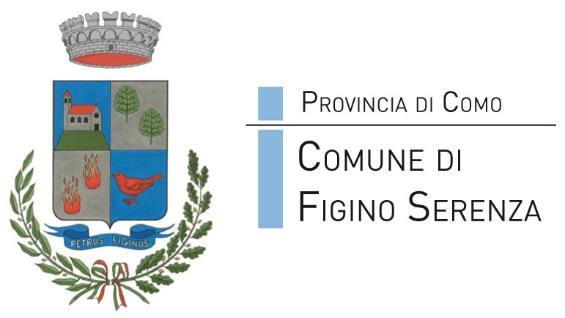 PETRUS FIGINUS
PROVINCIA DI COMO
COMUNE DI
FIGINO SERENZA